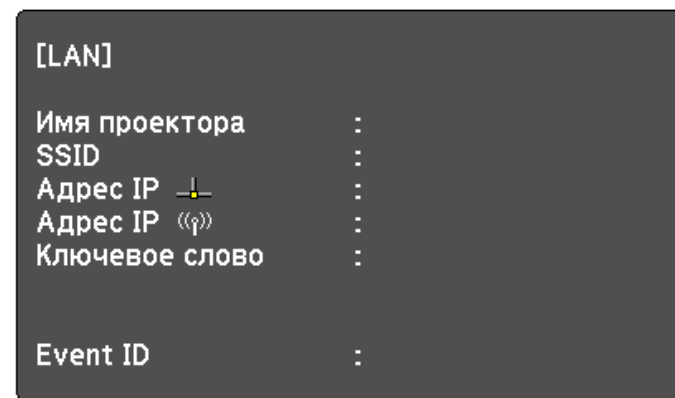 [LAN]
Имя проектора :
SSID :
Адрес IP :
Адрес IP :
Ключевое слово :
Event ID :